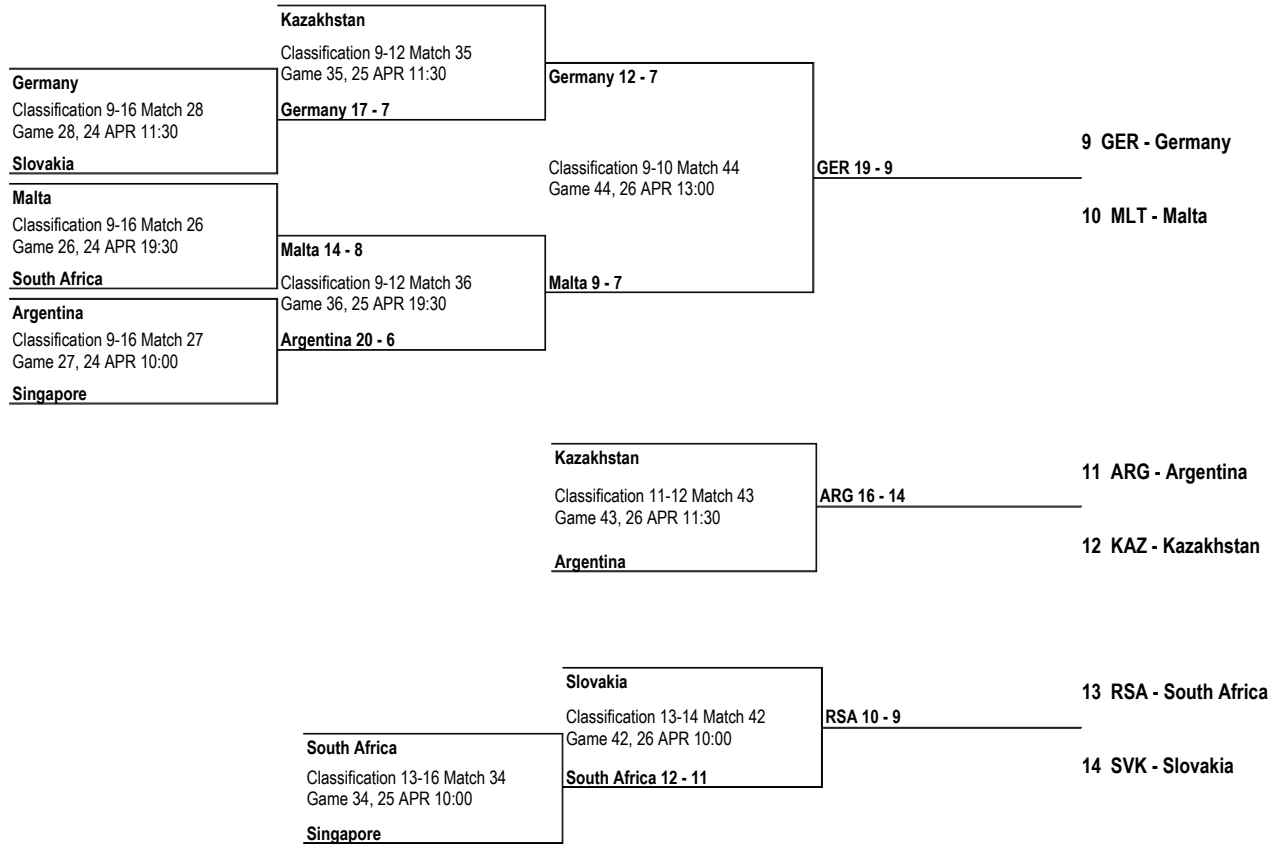 Kazakhstan
Classification 9-12 Match 35
Game 35, 25 APR 11:30
Germany 12 - 7
Germany
Classification 9-16 Match 28
Game 28, 24 APR 11:30
Germany 17 - 7
Slovakia
9 GER - Germany
Classification 9-10 Match 44
Game 44, 26 APR 13:00
GER 19 - 9
10 MLT - Malta
Malta
Classification 9-16 Match 26
Game 26, 24 APR 19:30
Malta 14 - 8
South Africa
Classification 9-12 Match 36
Game 36, 25 APR 19:30
Malta 9 - 7
Argentina
Classification 9-16 Match 27
Game 27, 24 APR 10:00
Argentina 20 - 6
Singapore
Kazakhstan
Classification 11-12 Match 43
Game 43, 26 APR 11:30
Argentina
ARG 16 - 14
11 ARG - Argentina
12 KAZ - Kazakhstan
Slovakia
Classification 13-14 Match 42
Game 42, 26 APR 10:00
RSA 10 - 9
13 RSA - South Africa
14 SVK - Slovakia
South Africa
Classification 13-16 Match 34
Game 34, 25 APR 10:00
South Africa 12 - 11
Singapore